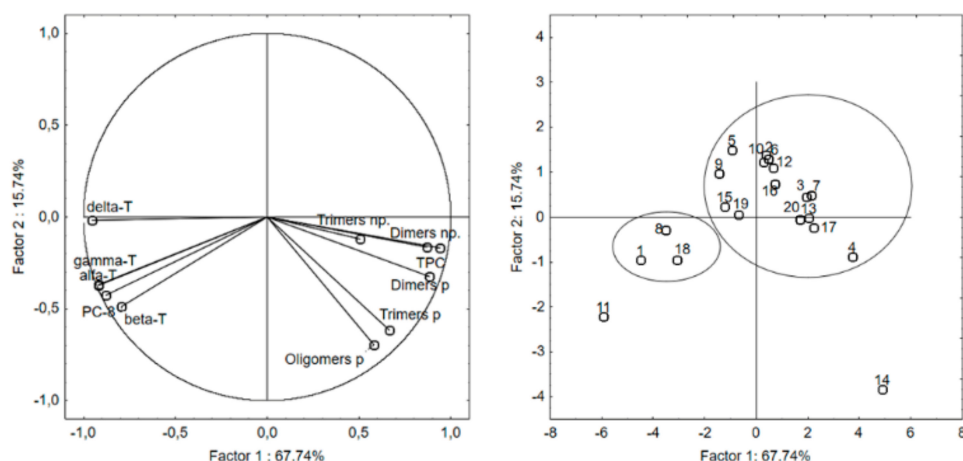 1,0
0,5
0,0
-0,5
-1,0
Factor 2 : 15.74%
delta-T
gamma-T
alfa-T
PC-8
beta-T
Trimers np.
Dimers np.
TPC
Dimers p
Trimers p
Oligomers p
-1,0 -0,5 0,0 0,5 1,0
Factor 1 : 67.74%
4
3
2
1
0
-1
-2
-3
-4
Factor 2: 15.74%
5
10 2 6
9
12
16
3 7
15 19
20 13
17
8
1 18
4
11
14
-8 -6 -4 -2 0 2 4 6 8
Factor 1: 67.74%